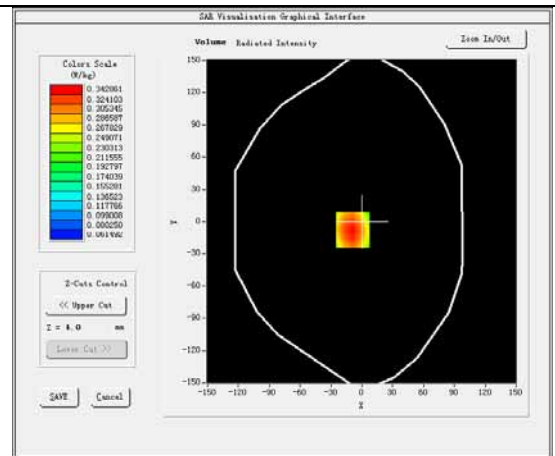 SAR Visualisation Graphical Interface
Volume Radiated Intensity
Zoom In/Out
Colors Scale
(W/kg)
0.342861
0.324103
0.305345
0.286587
0.267829
0.249071
0.230313
0.211555
0.192797
0.174039
0.155281
0.136523
0.117766
0.099008
0.080250
0.061492
150
120
90
60
30
0
-30
-60
-90
-120
-150
Y
-150 -120 -90 -60 -30 0 30 60 90 120 150
X
Z-Cuts Control
<< Upper Cut
Z = 4.0 mm
Lower Cut >>
SAVE Cancel